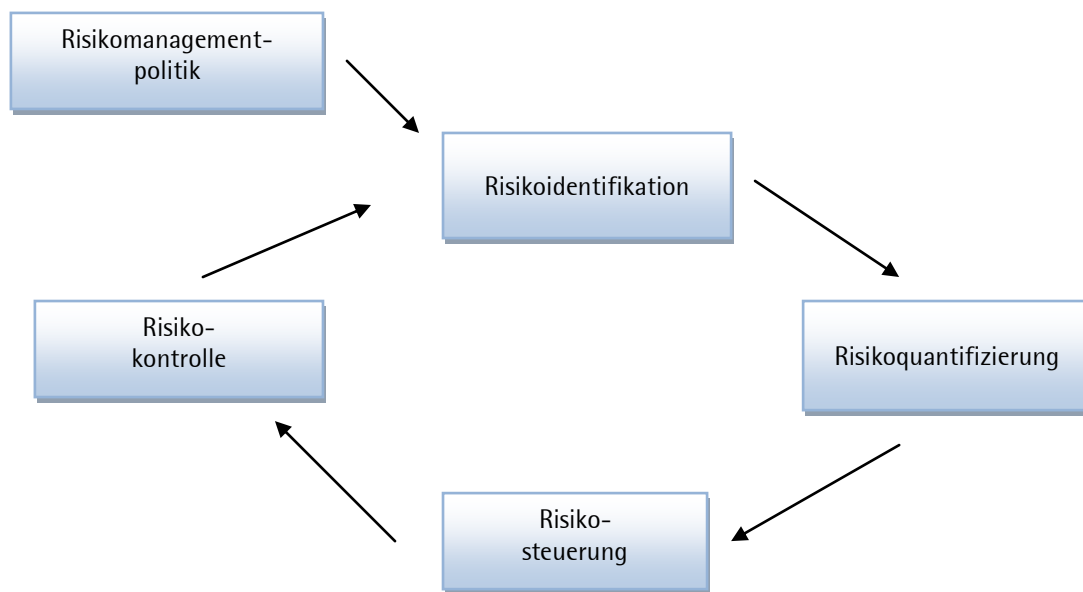 Risikomanagement-
politik
Risikoidentifikation
Risikoquantifizierung
Risiko-
steuerung
Risiko-
kontrolle